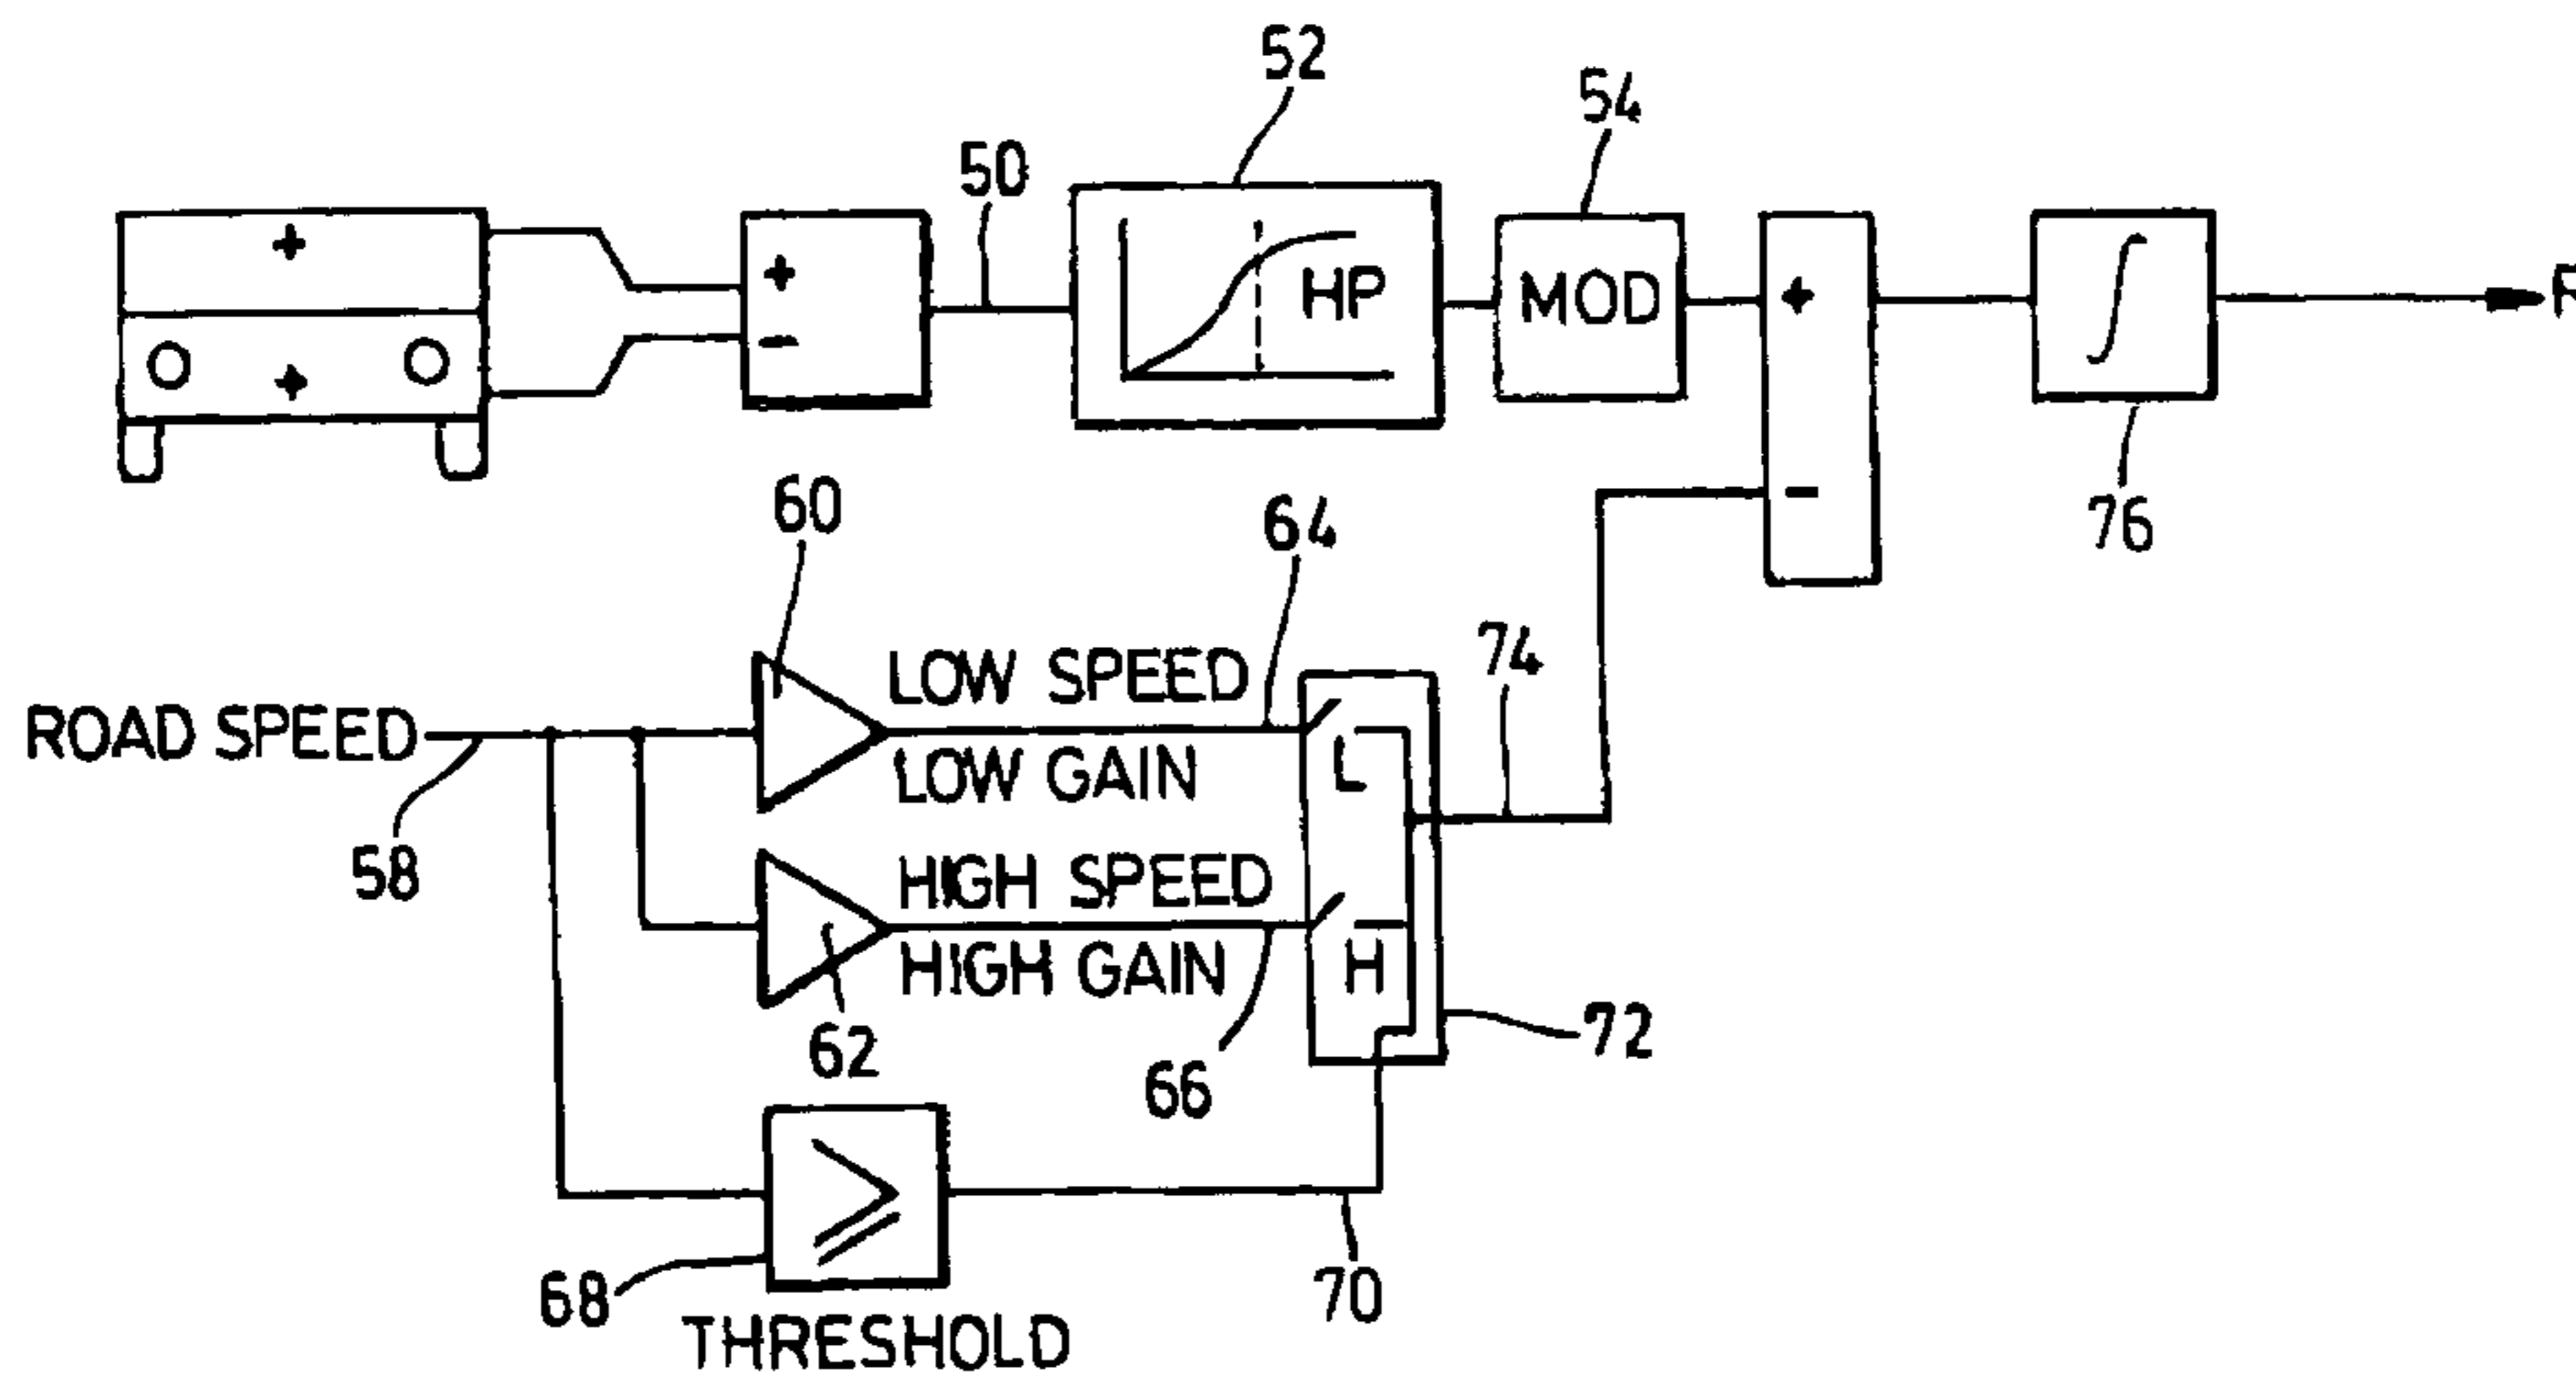 52
54
50
+
+
-
HP
MOD
+
-
∫
76
+
60
64
74
LOW SPEED
ROAD SPEED
LOW GAIN
L
58
HIGH SPEED
HIGH GAIN
H
62
66
72
≥
68
70
THRESHOLD